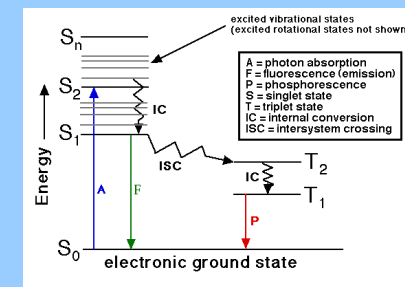 excited vibrational states
(excited rotational states not shown
Sn
A = photon absorption
F = fluorescence (emission)
P = phosphorescence
S = singlet state
T = triplet state
IC = internal conversion
ISC = intersystem crossing
S2
IC
S1
ISC
T2
IC
T1
Energy
A
F
P
S0
electronic ground state